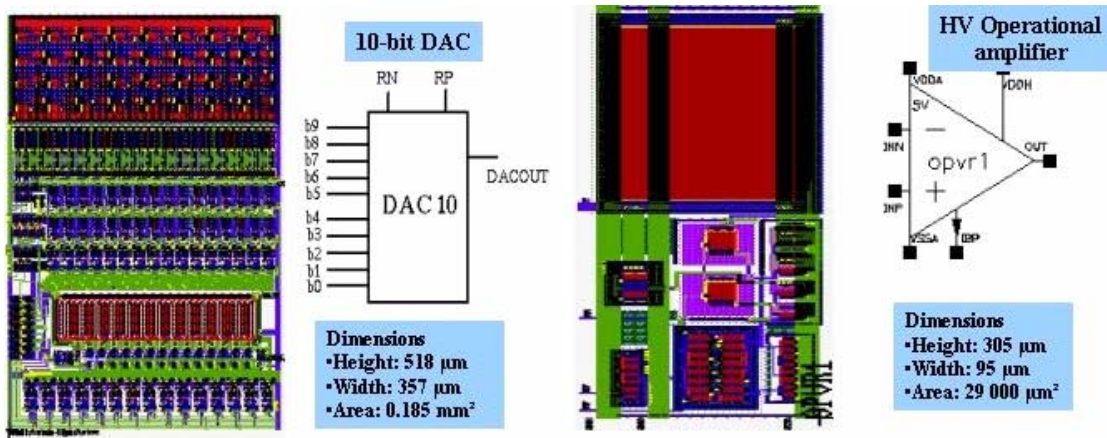 10-bit DAC
RN RP
b9
b8
b7
b6
b5
b4
b3
b2
b1
b0
DAC 10
DACOUT
Dimensions
•Height: 518 µm
•Width: 357 µm
•Area: 0.185 mm²
OPVR1
HV Operational
amplifier
VDDA
VDDH
5V
INN
OUT
opvr1
INP
VSSA
IBP
Dimensions
•Height: 305 µm
•Width: 95 µm
•Area: 29 000 µm²